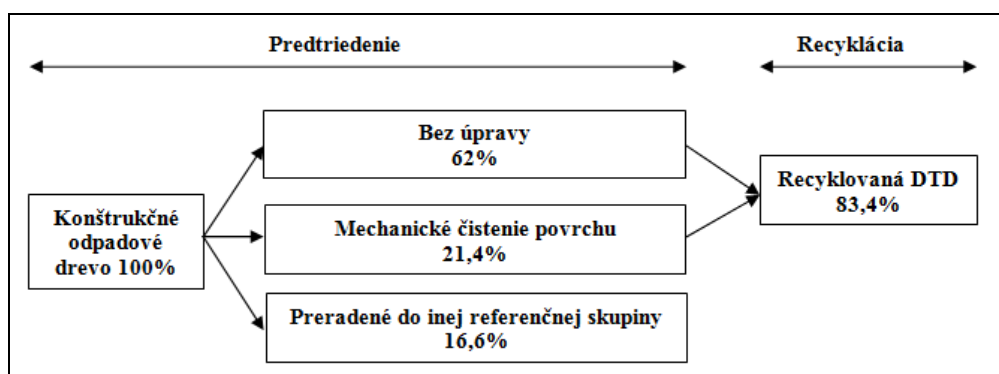 Predtriedenie
Recyklácia
Bez úpravy
62%
Recyklovaná DTD
83,4%
Konštrukčné
odpadové
drevo 100%
Mechanické čistenie povrchu
21,4%
Preradené do inej referenčnej skupiny
16,6%